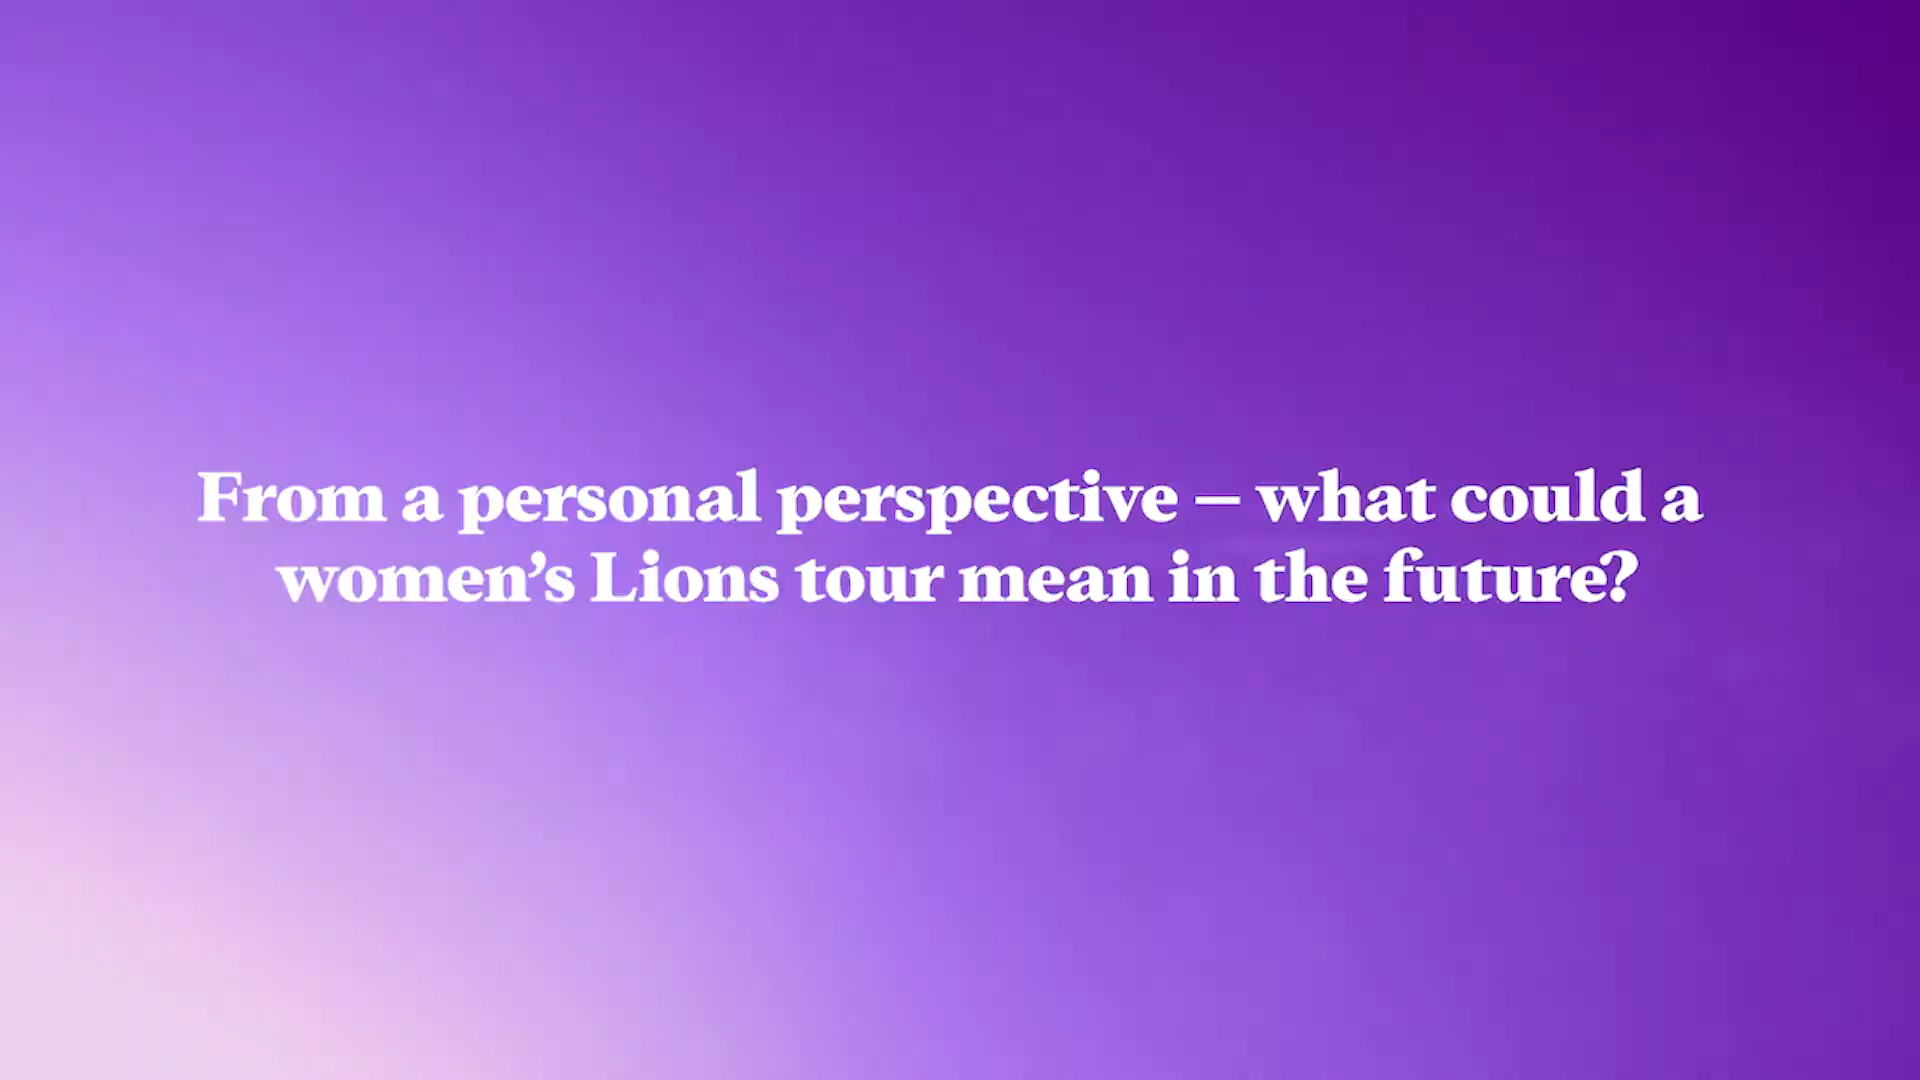 From a personal perspective – what could a
women’s Lions tour mean in the future?